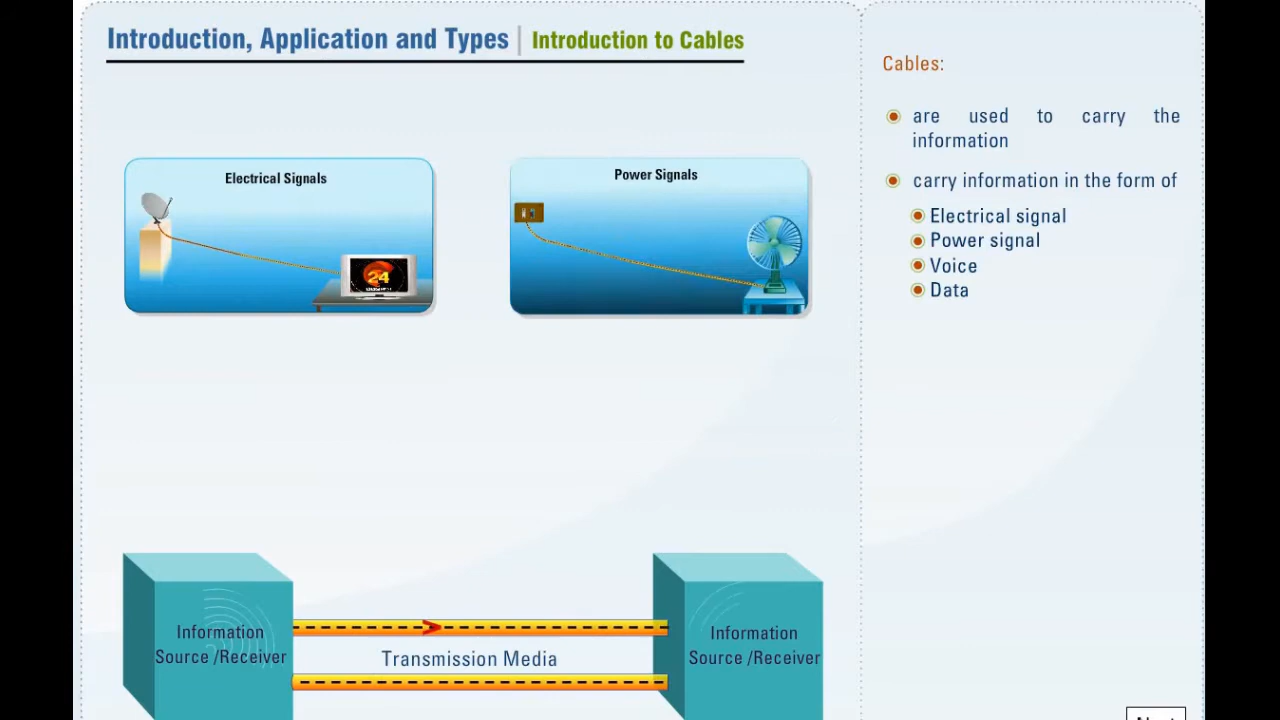 Introduction, Application and Types | Introduction to Cables
Electrical Signals
24
Power Signals
Information
Source /Receiver
Transmission Media
Information
Source /Receiver
Cables:
are used to carry the
information
carry information in the form of
Electrical signal
Power signal
Voice
Data